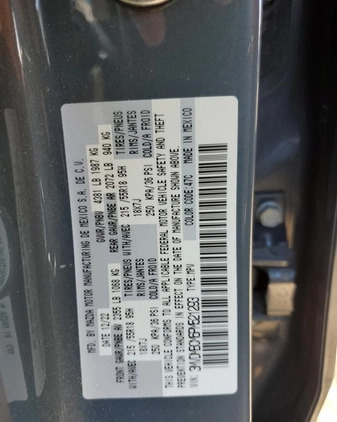 MFD. BY MAZDA MOTOR MANUFACTURING DE MEXICO S.A. DE C.V.
12/22 GVWR/PNBV 4381 LB 1987 KG
FRONT GAWR/PNBE AV 2355 LB 1068 KG REAR GAWR/PNBE AR 2072 LB 940 KG
WITH/AVEC 215/55R18 95H TIRES/PNEUS WITH/AVEC 215/55R18 95H TIRES/PNEUS
18X7J RIMS/JANTES 18X7J RIMS/JANTES
250 KPA/36 PSI COLD/A FROID 250 KPA/36 PSI COLD/A FROID
THIS VEHICLE CONFORMS TO ALL APPLICABLE FEDERAL MOTOR VEHICLE SAFETY AND THEFT
PREVENTION STANDARDS IN EFFECT ON THE DATE OF MANUFACTURE SHOWN ABOVE.
TYPE: MPV COLOR CODE: 47C MADE IN MEXICO